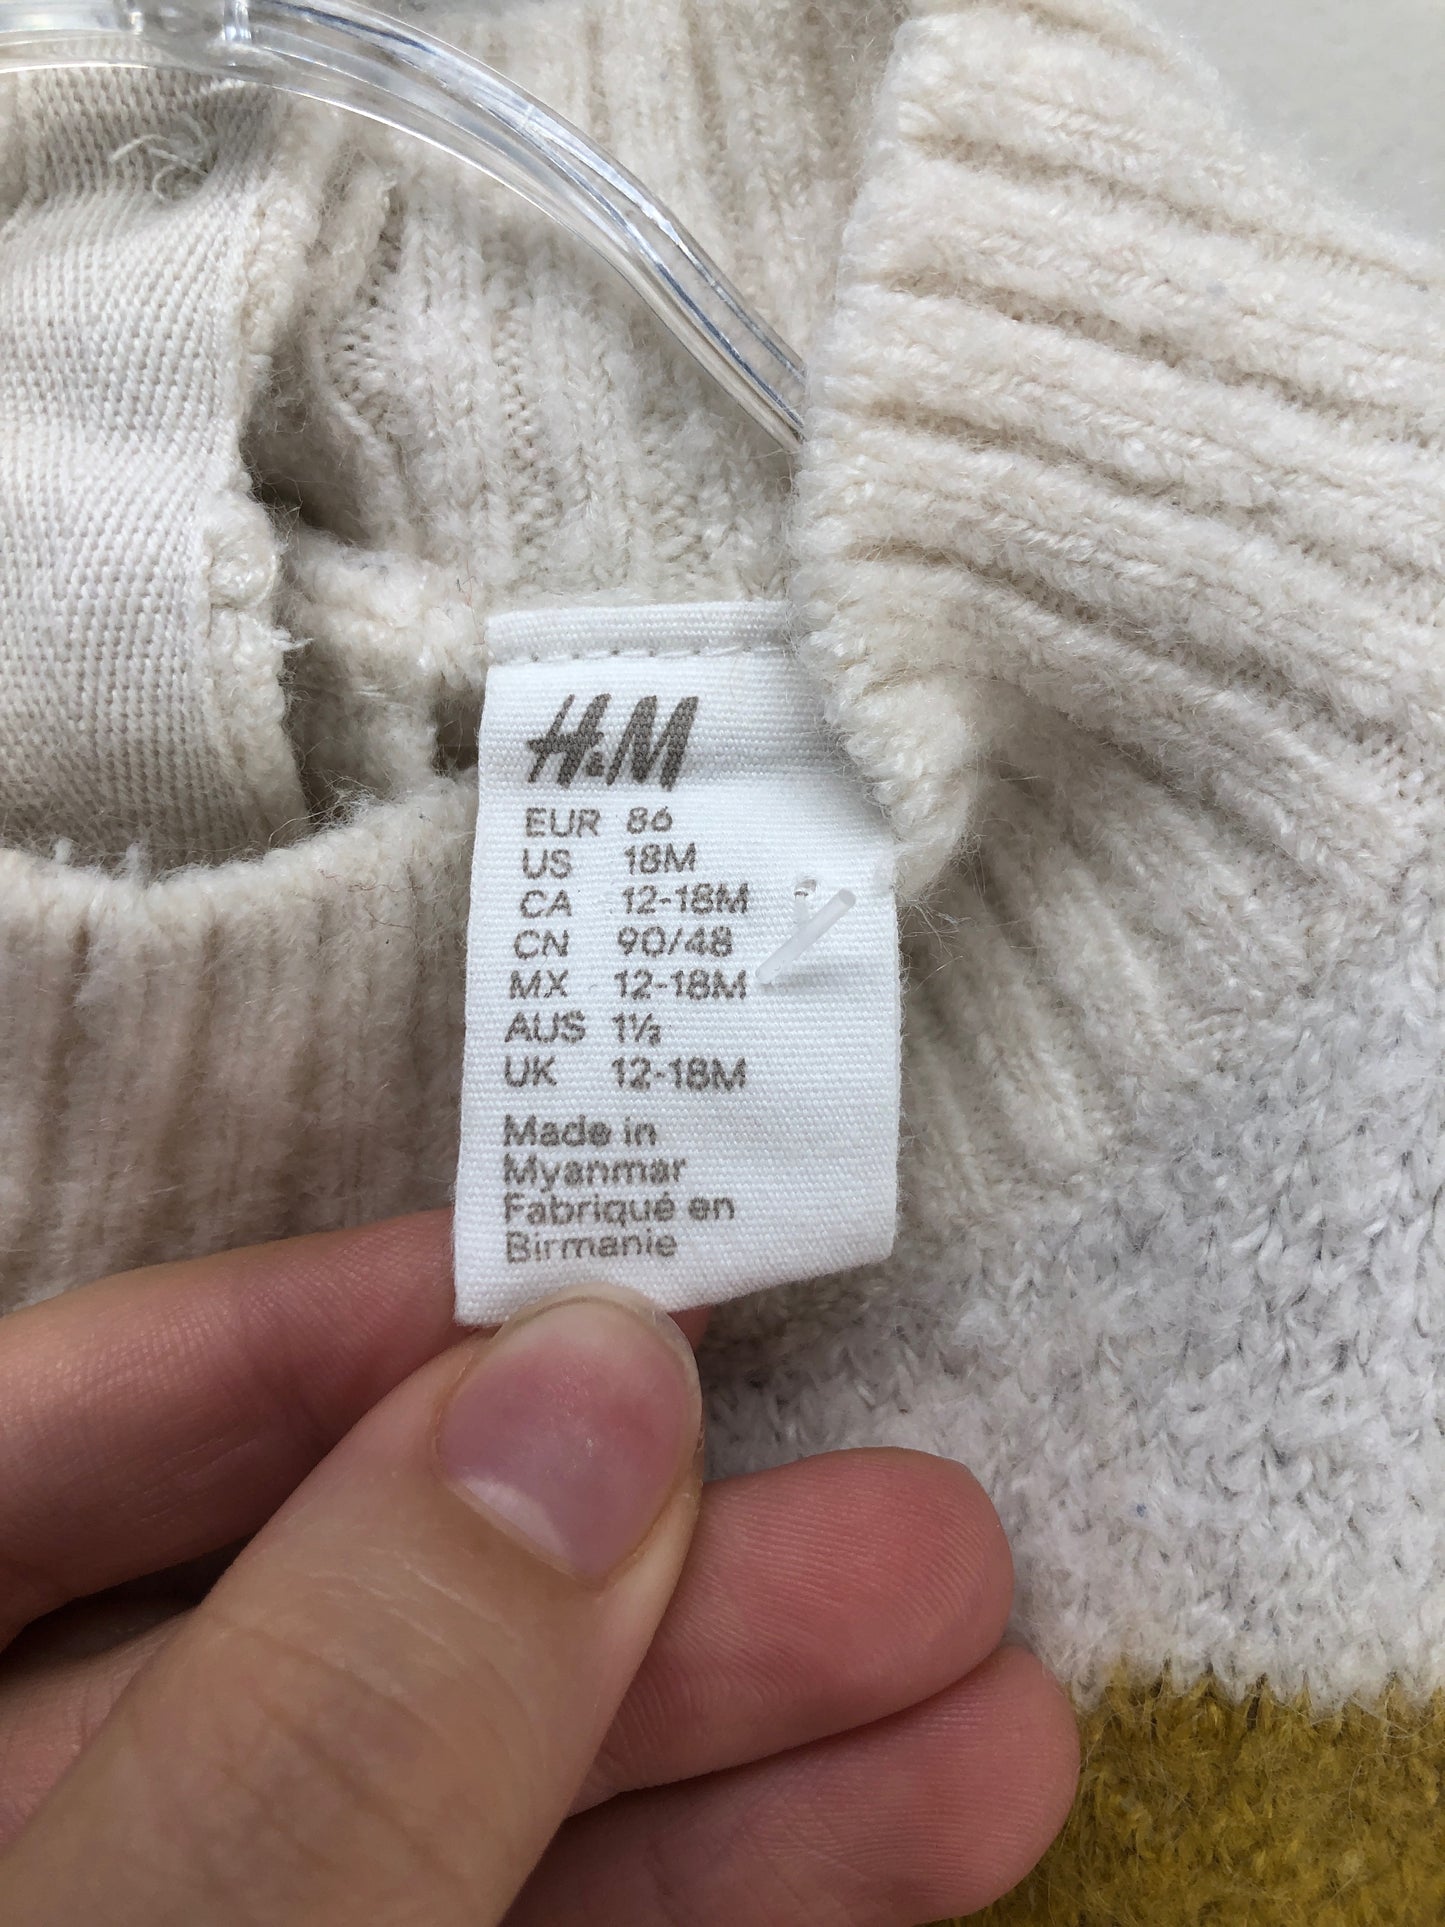 H&M
EUR 86
US 18M
CA 12-18M
CN 90/48
MX 12-18M
AUS 1½
UK 12-18M
Made in
Myanmar
Fabriqué en
Birmanie